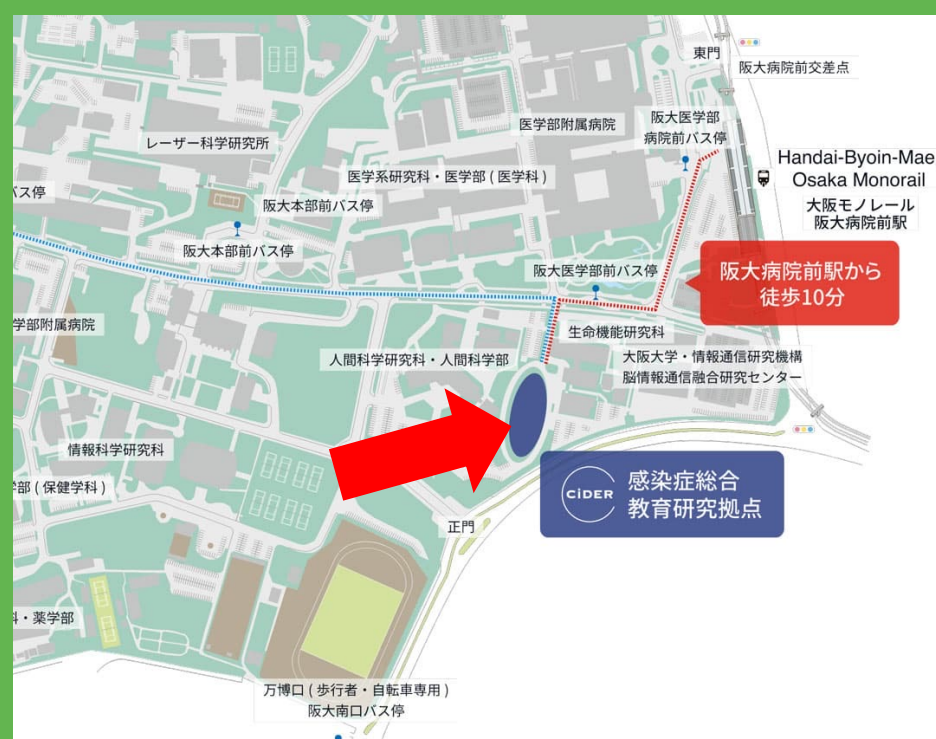 東門
阪大病院前交差点
医学部附属病院
阪大医学部
病院前バス停
レーザー科学研究所
医学系研究科・医学部 ( 医学科 )
Handai-Byoin-Mae
Osaka Monorail
大阪モノレール
阪大病院前駅
バス停
阪大本部前バス停
阪大本部前バス停
阪大医学部前バス停
阪大病院前駅から
徒歩10分
学部附属病院
生命機能研究科
人間科学研究科・人間科学部
大阪大学・情報通信研究機構
脳情報通信融合研究センター
情報科学研究科
学部 ( 保健学科 )
CiDER
感染症総合
教育研究拠点
正門
科・薬学部
万博口 ( 歩行者・自転車専用 )
阪大南口バス停